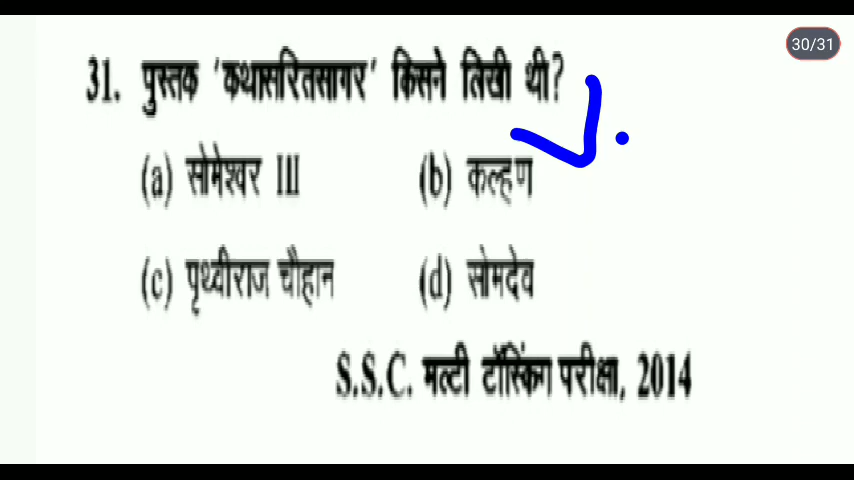 30/31
31. पुस्तक 'कथासरितसागर' किसने लिखी थी?
(a) सोमेश्वर III (b) कल्हण
(c) पृथ्वीराज चौहान (d) सोमदेव
S.S.C. मल्टी टॉस्किंग परीक्षा, 2014